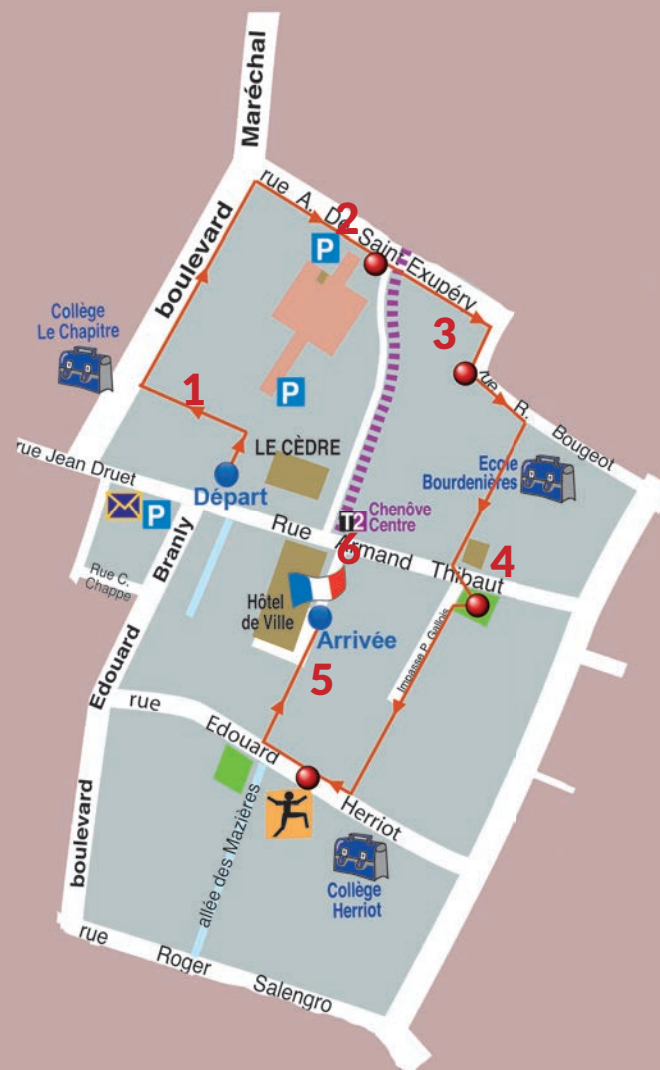 Maréchal
rue A. De Saint Exupéry
2
P
boulevard
Collège
Le Chapitre
3
1
P
rue R. Bougeot
LE CÈDRE
Ecole
Bourdenières
rue Jean Druet
Départ
P
T2 Chenôve
Centre
Rue Armand Thibaut
6
4
Branly
Rue C.
Chappe
Hôtel
de Ville
Arrivée
Impasse P. Gallois
5
Edouard
rue Edouard Herriot
boulevard
allée des Mazières
Collège
Herriot
rue Roger Salengro